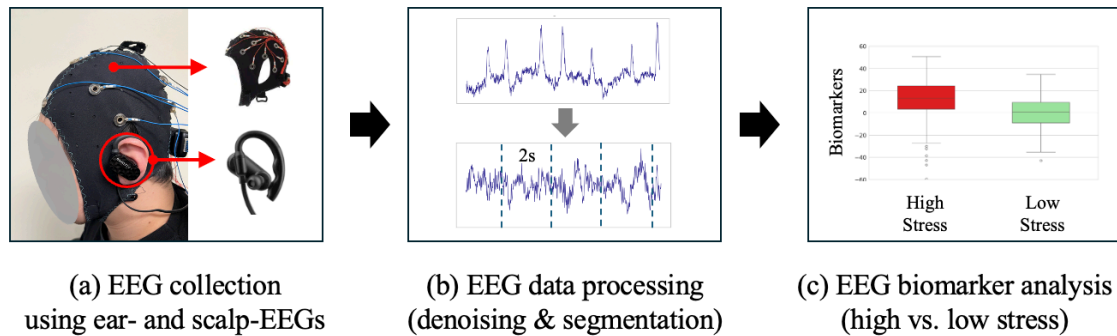 2s
Biomarkers
60
40
20
0
−20
−40
−60
High
Stress
Low
Stress
(a) EEG collection
using ear- and scalp-EEGs
(b) EEG data processing
(denoising & segmentation)
(c) EEG biomarker analysis
(high vs. low stress)